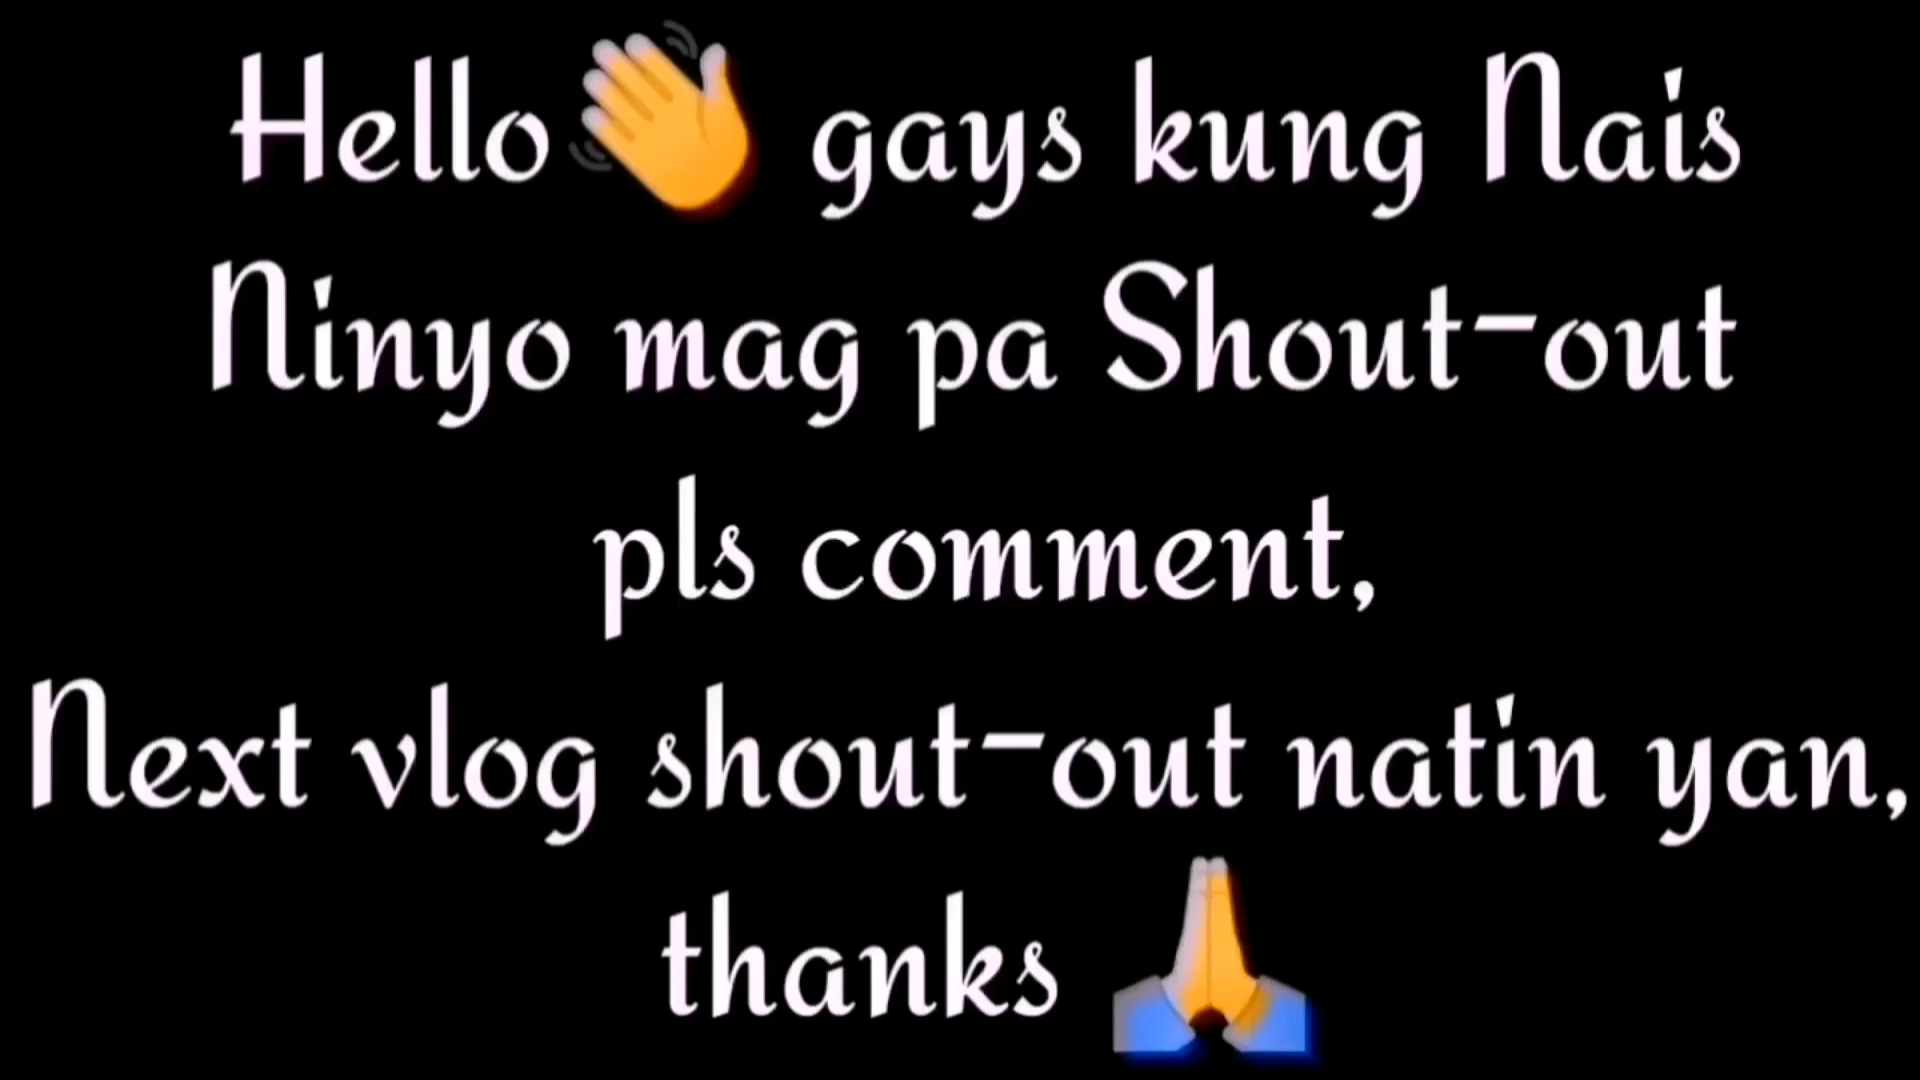 Hello👋 gays kung Nais
Ninyo mag pa Shout-out
pls comment,
Next vlog shout-out natin yan,
thanks 🙏